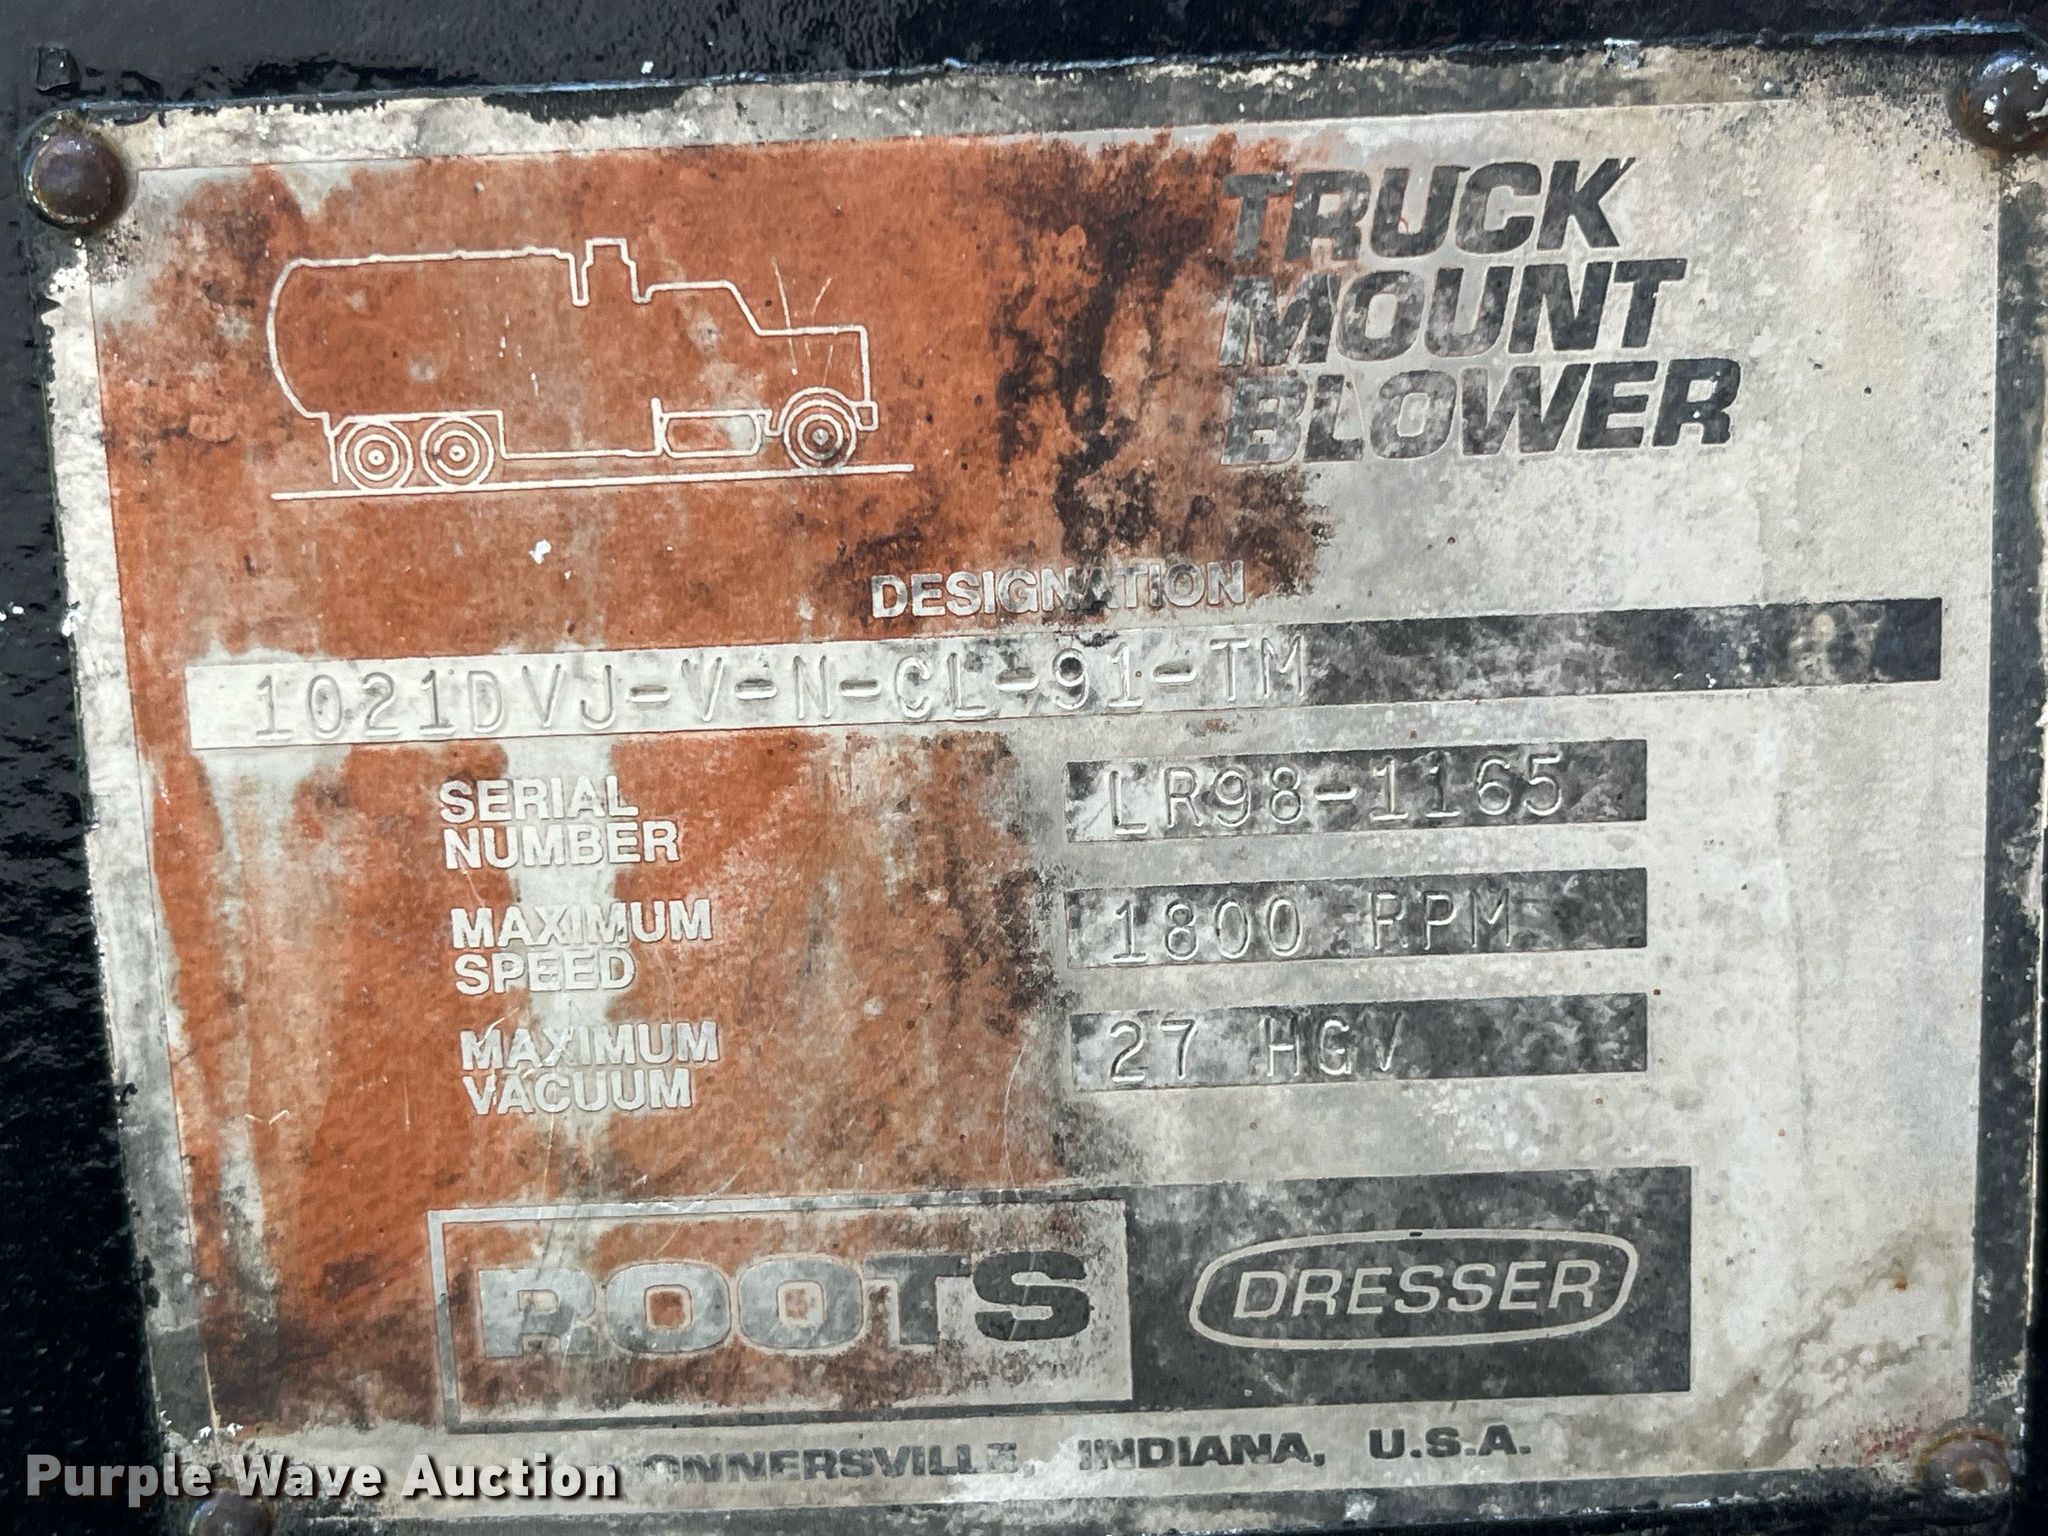 TRUCK
MOUNT
BLOWER
DESIGNATION
1021DVJ-V-N-CL-91-TM
SERIAL
NUMBER
LR98-1165
MAXIMUM
SPEED
1800 RPM
MAXIMUM
VACUUM
27 HGV
ROOTS
DRESSER
ONNERSVILLE, INDIANA, U.S.A.
Purple Wave Auction